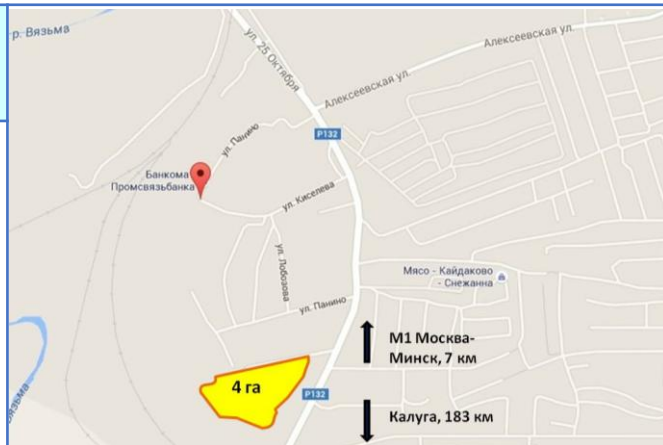 р. Вязьма
ул. 25 Октября
Алексеевская ул.
Алексеевская ул.
Р132
ул. Панино
Банкома
Промсвязьбанка
ул. Киселева
ул. Лобозова
Мясо - Кайдаково
- Снежанна
ул. Панино
М1 Москва-
Минск, 7 км
4 га
Р132
Калуга, 183 км
Вязьма